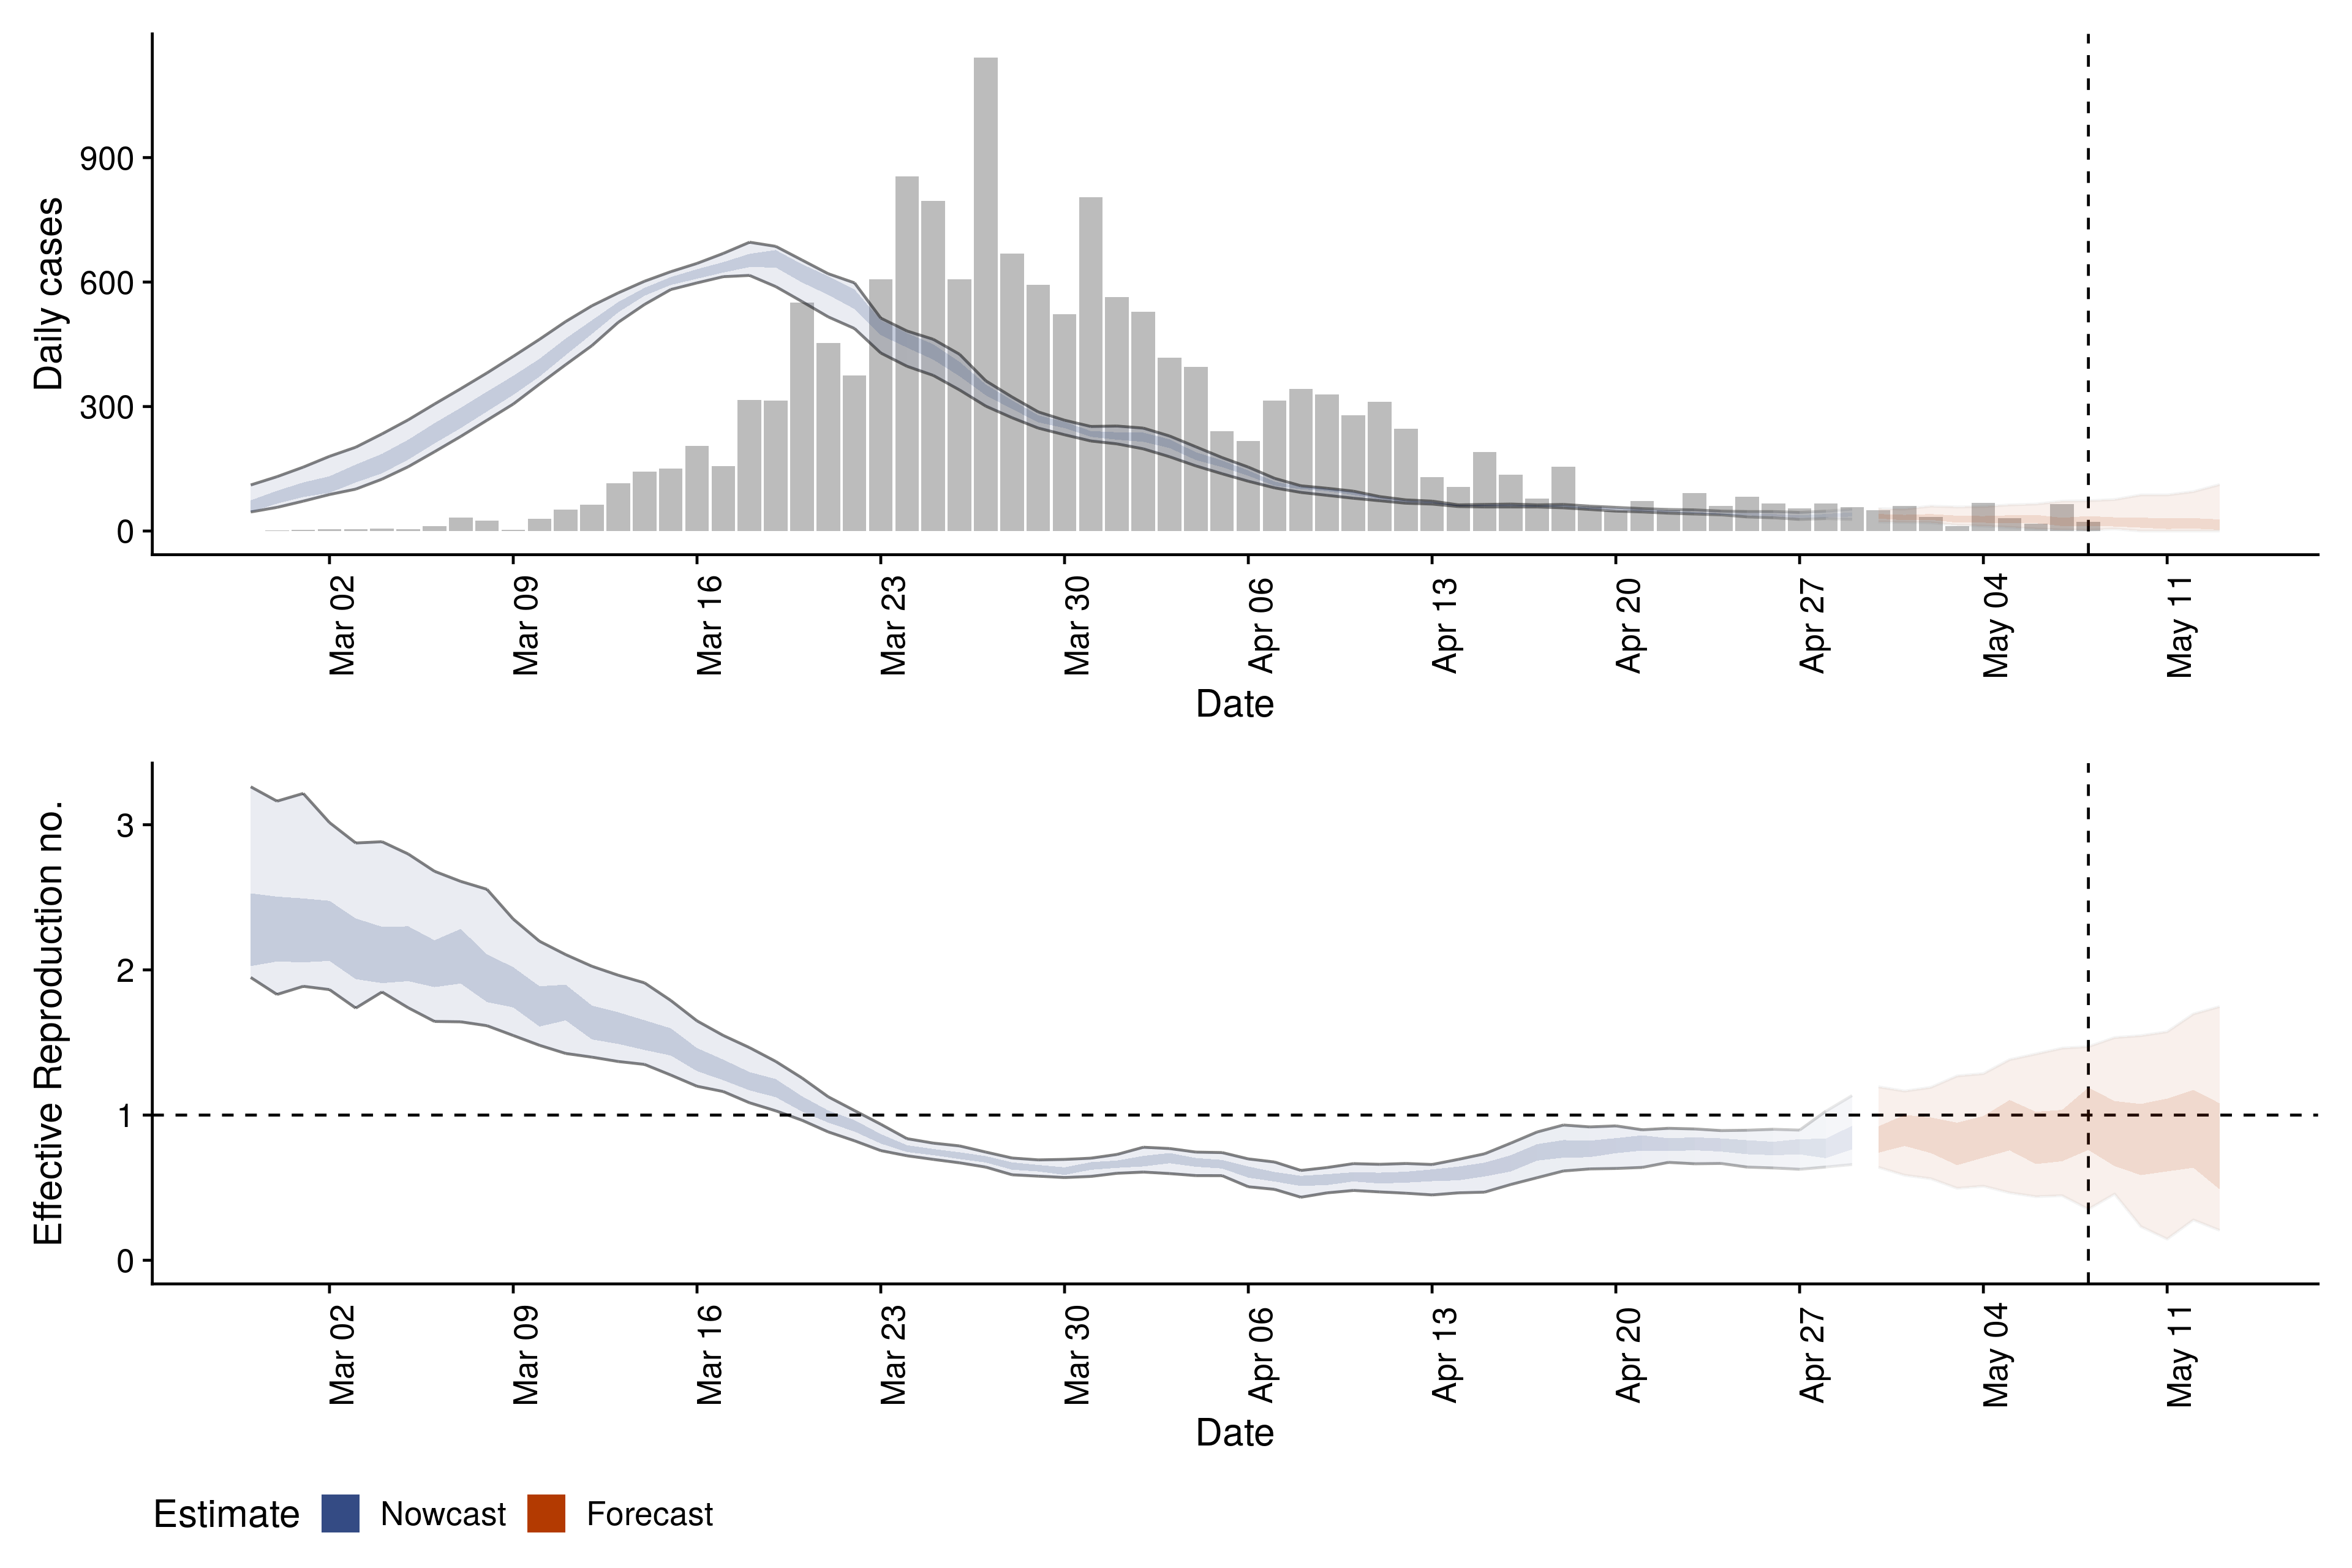 Daily cases
900
600
300
0
Mar 02
Mar 09
Mar 16
Mar 23
Mar 30
Apr 06
Apr 13
Apr 20
Apr 27
May 04
May 11
Date
Effective Reproduction no.
3
2
1
0
Mar 02
Mar 09
Mar 16
Mar 23
Mar 30
Apr 06
Apr 13
Apr 20
Apr 27
May 04
May 11
Date
Estimate Nowcast Forecast